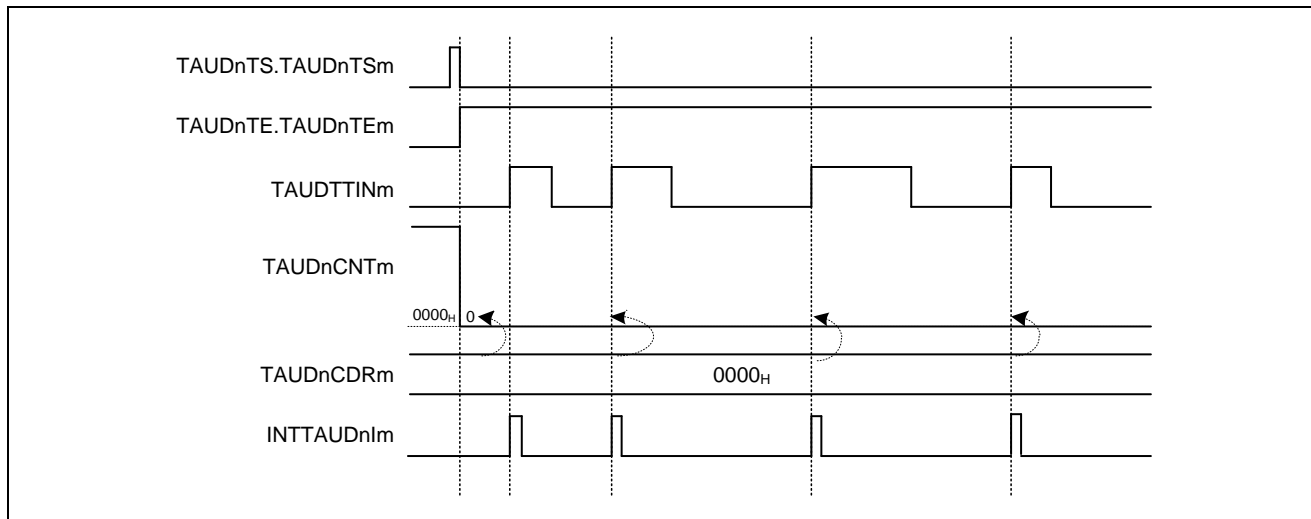 TAUDnTS.TAUDnTSm
TAUDnTE.TAUDnTEm
TAUDTTINm
TAUDnCNTm
0000H 0
TAUDnCDRm 0000H
INTTAUDnIm